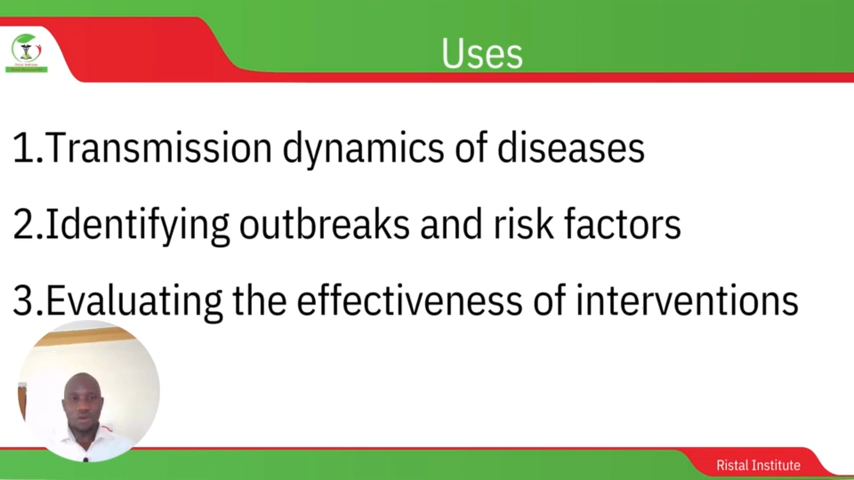 Uses
1.Transmission dynamics of diseases
2.Identifying outbreaks and risk factors
3.Evaluating the effectiveness of interventions
Ristal Institute